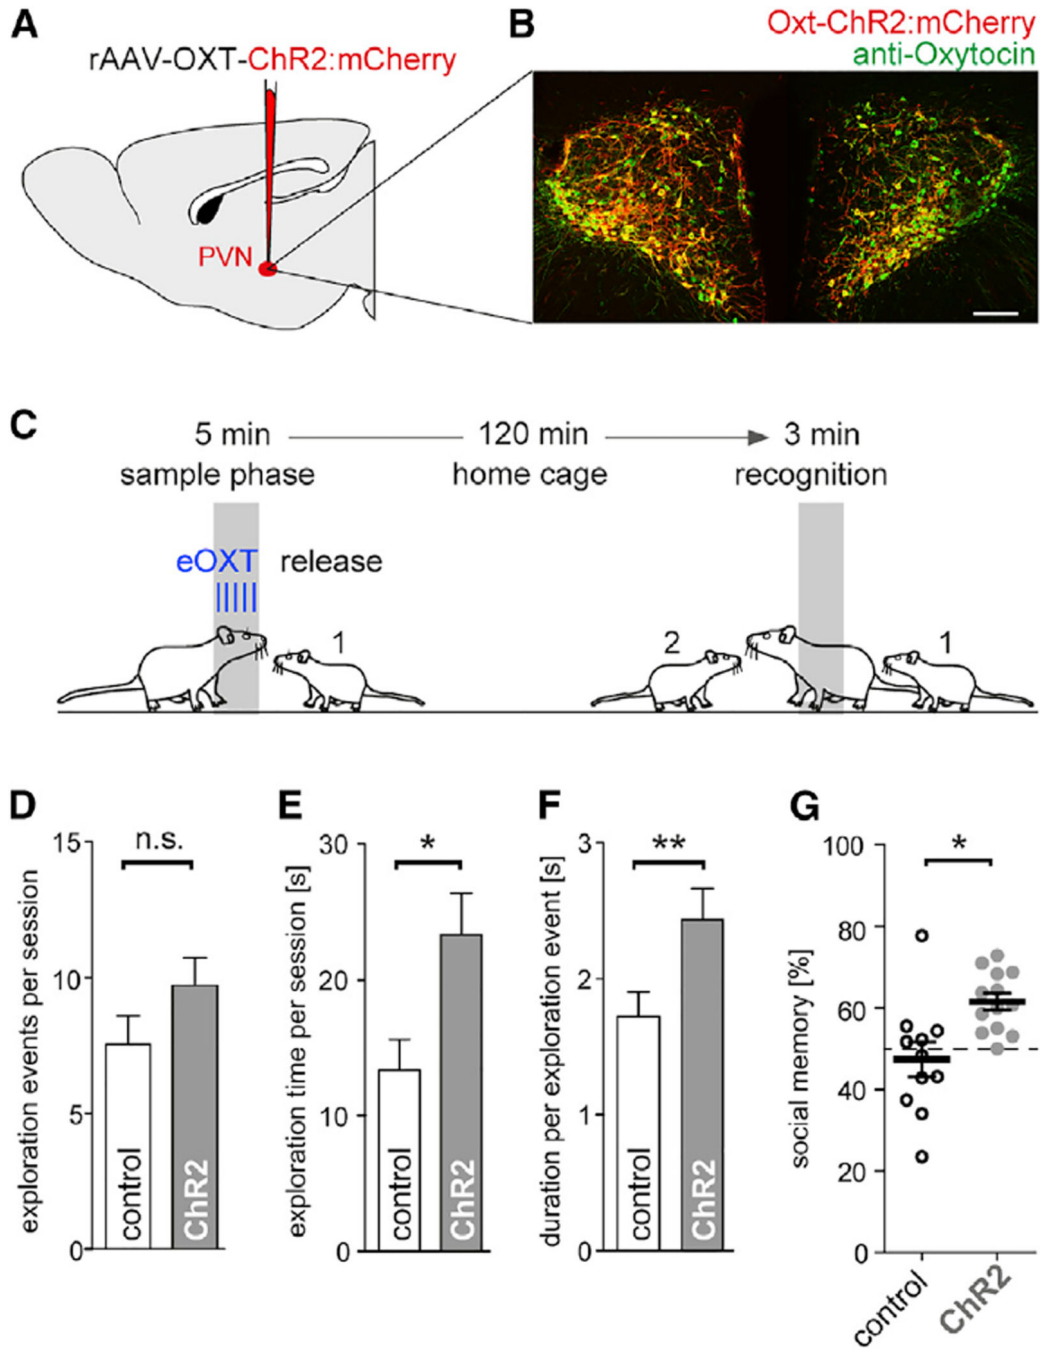 A
rAAV-OXT-ChR2:mCherry
PVN
B
Oxt-ChR2:mCherry
anti-Oxytocin
C
5 min
120 min
3 min
sample phase
home cage
recognition
eOXT release
1
2
1
D
exploration events per session
15
10
5
0
n.s.
control
ChR2
E
exploration time per session [s]
30
20
10
0
*
control
ChR2
F
duration per exploration event [s]
3
2
1
0
**
control
ChR2
G
social memory [%]
100
80
60
40
20
0
*
control
ChR2